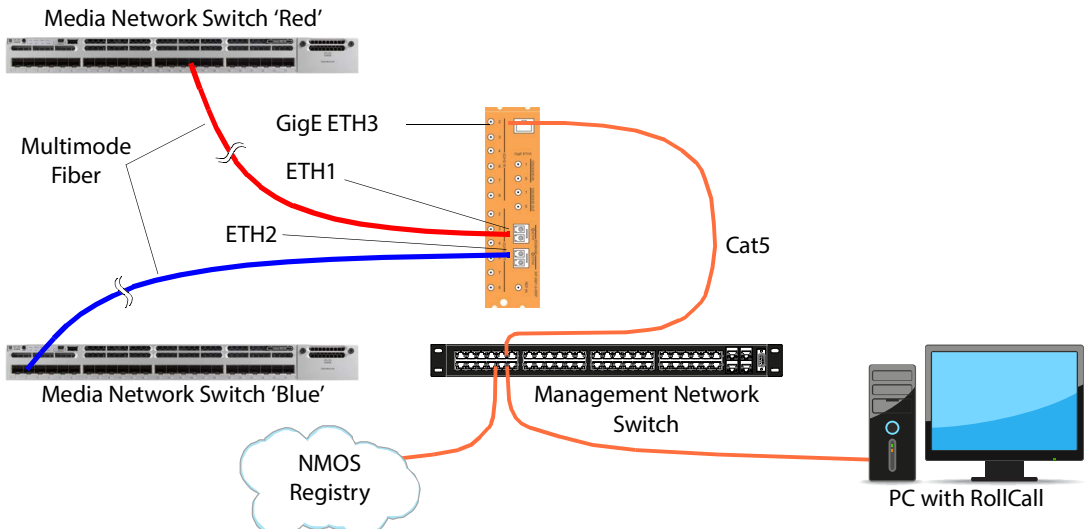 Media Network Switch ‘Red’
GigE ETH3
Multimode
Fiber
ETH1
ETH2
Cat5
Media Network Switch ‘Blue’
Management Network
Switch
NMOS
Registry
PC with RollCall